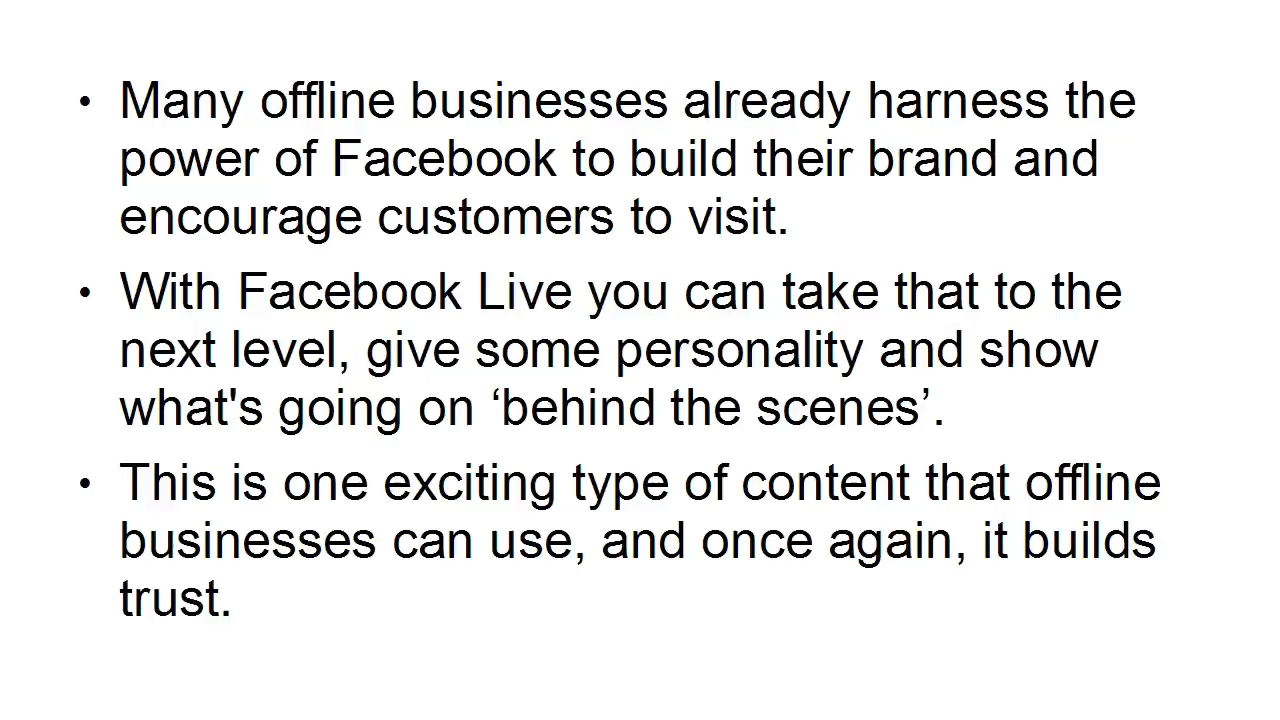 • Many offline businesses already harness the
power of Facebook to build their brand and
encourage customers to visit.
• With Facebook Live you can take that to the
next level, give some personality and show
what's going on ‘behind the scenes’.
• This is one exciting type of content that offline
businesses can use, and once again, it builds
trust.